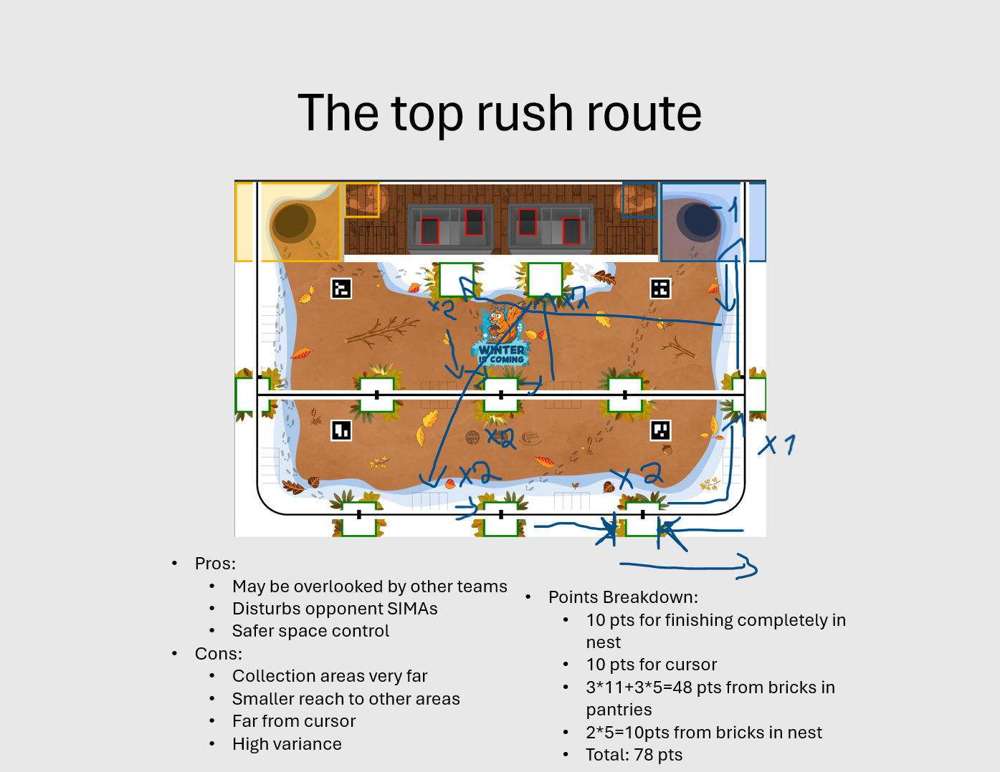 The top rush route
-1
x2
x2
WINTER
IS COMING
x2
x2
x2
x1
• Pros:
• May be overlooked by other teams
• Disturbs opponent SIMAs
• Safer space control
• Cons:
• Collection areas very far
• Smaller reach to other areas
• Far from cursor
• High variance
• Points Breakdown:
• 10 pts for finishing completely in
nest
• 10 pts for cursor
• 3*11+3*5=48 pts from bricks in
pantries
• 2*5=10pts from bricks in nest
• Total: 78 pts